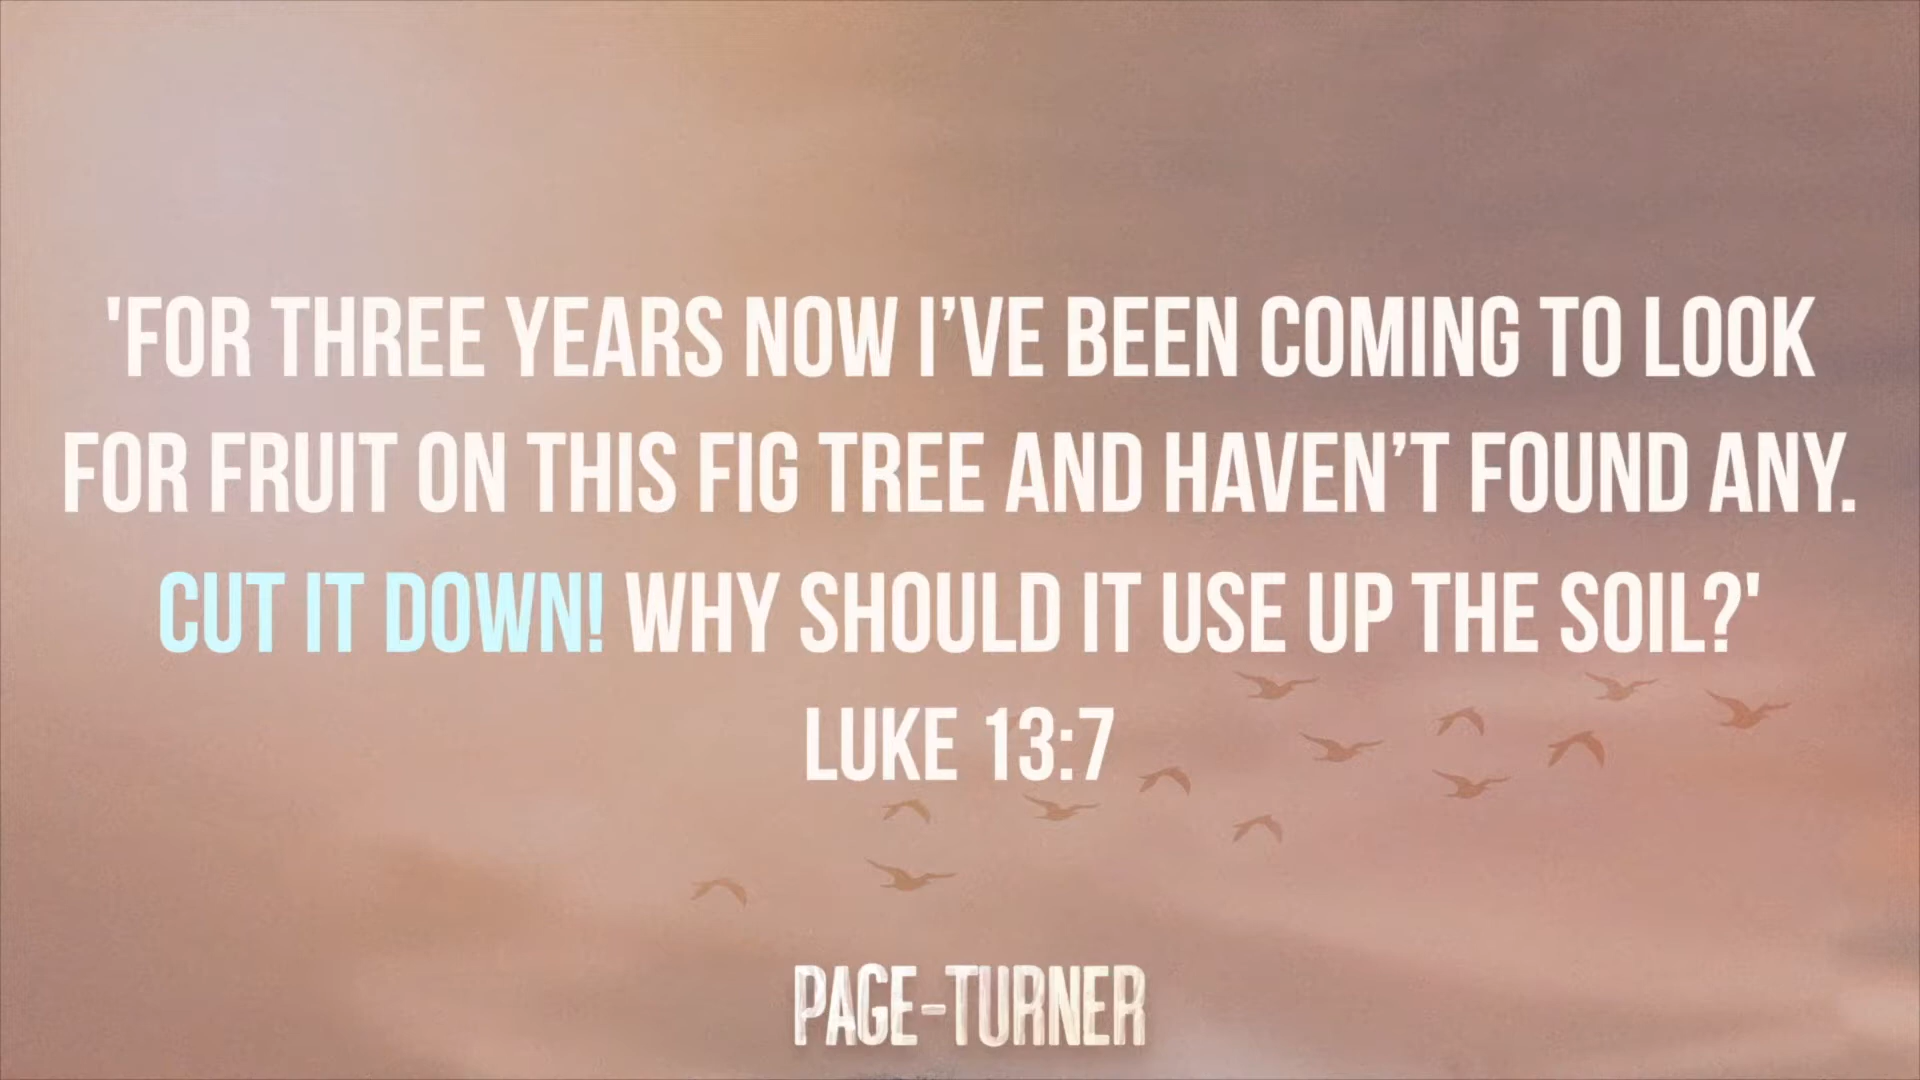 'FOR THREE YEARS NOW I’VE BEEN COMING TO LOOK
FOR FRUIT ON THIS FIG TREE AND HAVEN’T FOUND ANY.
CUT IT DOWN! WHY SHOULD IT USE UP THE SOIL?'
LUKE 13:7
PAGE-TURNER